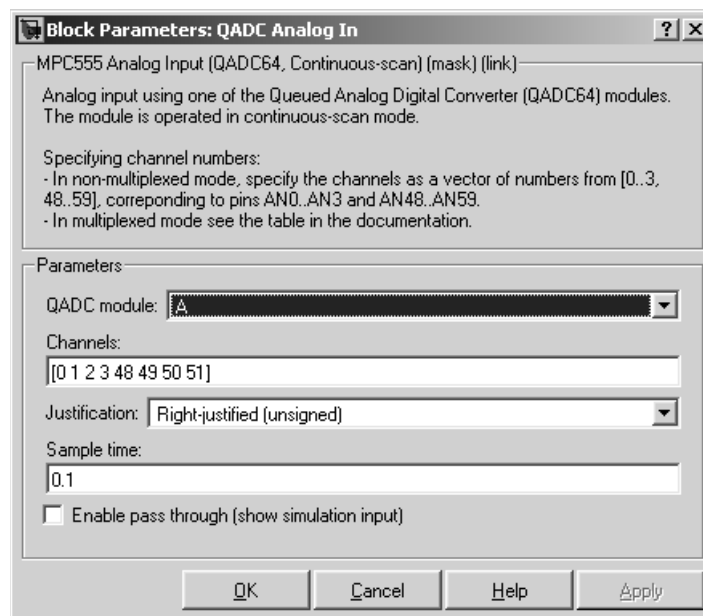 Block Parameters: QADC Analog In
MPC555 Analog Input (QADC64, Continuous-scan) (mask) (link)
Analog input using one of the Queued Analog Digital Converter (QADC64) modules.
The module is operated in continuous-scan mode.
Specifying channel numbers:
- In non-multiplexed mode, specify the channels as a vector of numbers from [0..3,
48..59], correponding to pins AN0..AN3 and AN48..AN59.
- In multiplexed mode see the table in the documentation.
Parameters
QADC module: A
Channels:
[0 1 2 3 48 49 50 51]
Justification: Right-justified (unsigned)
Sample time:
0.1
Enable pass through (show simulation input)
OK Cancel Help Apply